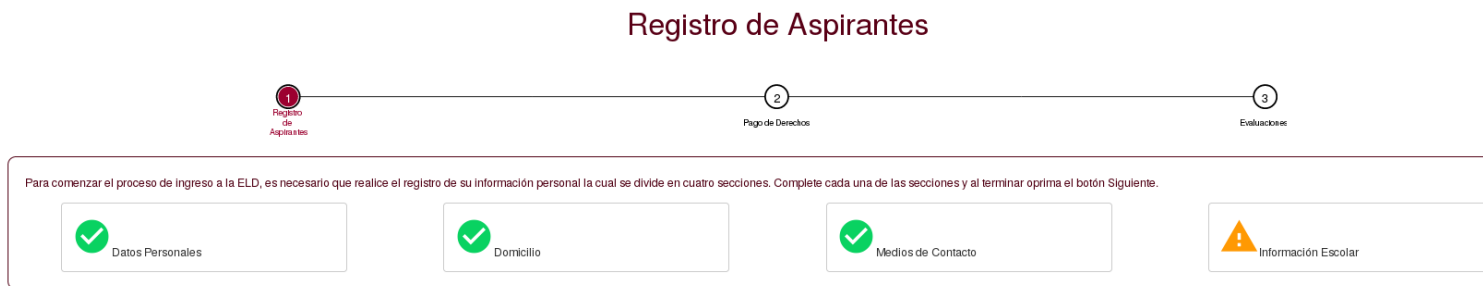 Registro de Aspirantes
1
2
3
Registro
de
Aspirantes
Pago de Derechos
Evaluaciones
Para comenzar el proceso de ingreso a la ELD, es necesario que realice el registro de su información personal la cual se divide en cuatro secciones. Complete cada una de las secciones y al terminar oprima el botón Siguiente.
Datos Personales
Domicilio
Medios de Contacto
Información Escolar